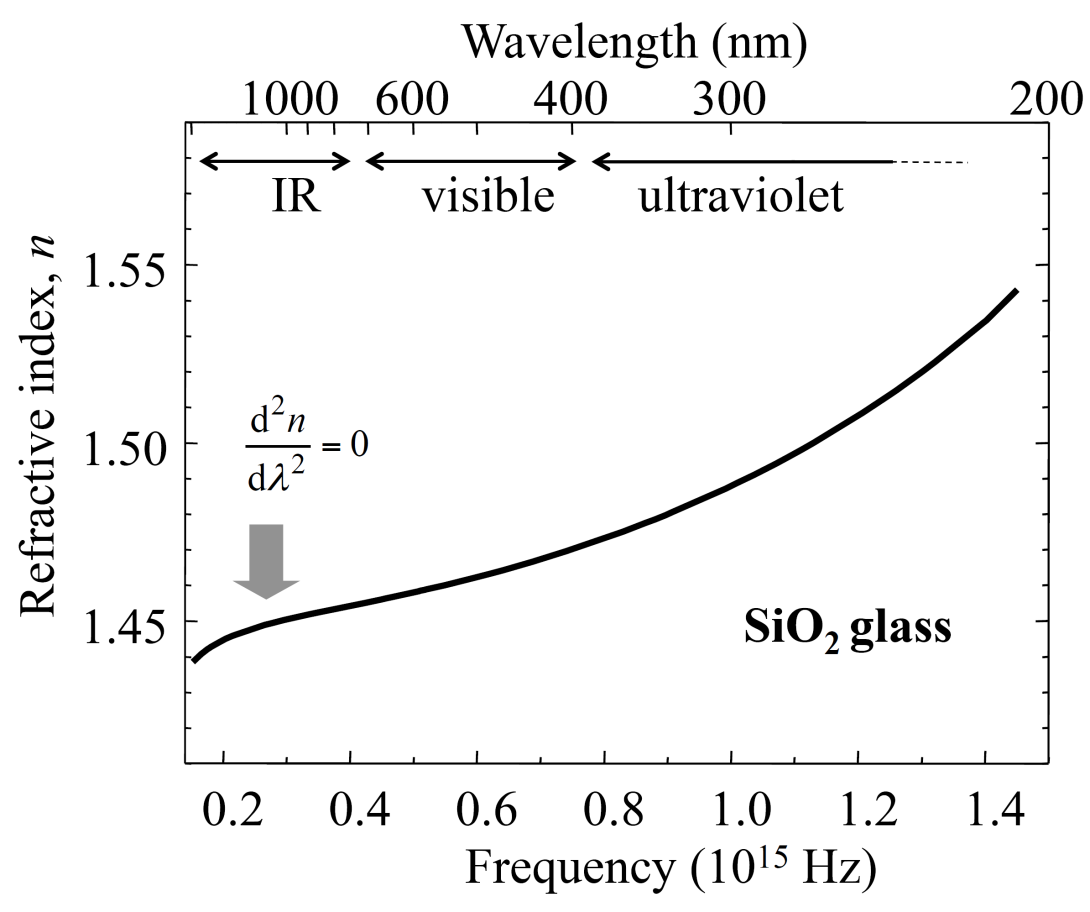 Wavelength (nm)
1000 600 400 300 200
IR visible ultraviolet
Refractive index, n
1.55
1.50
1.45
d²n
dλ²
= 0
SiO₂ glass
0.2 0.4 0.6 0.8 1.0 1.2 1.4
Frequency (10¹⁵ Hz)